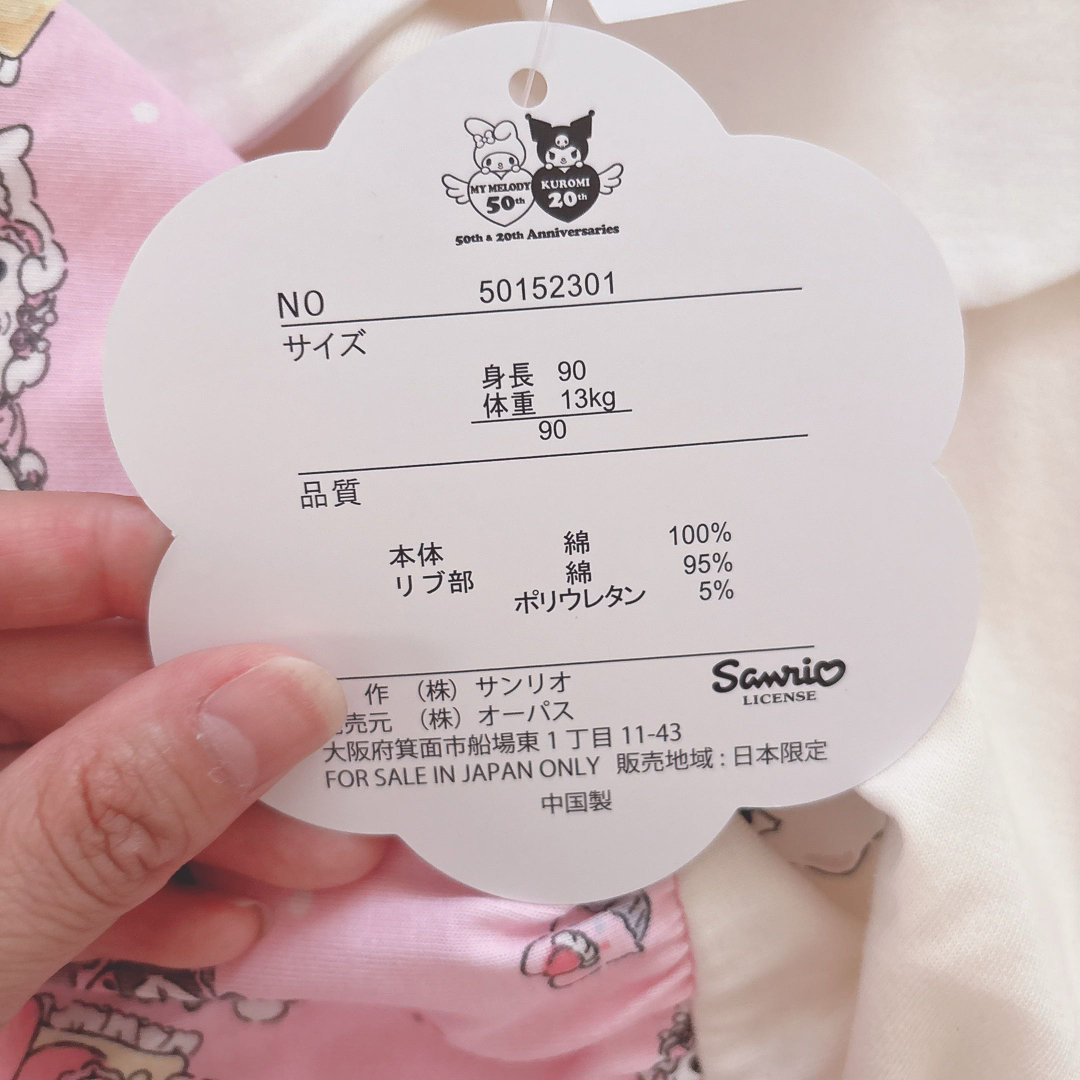 MY MELODY KUROMI
50th 20th
50th & 20th Anniversaries
NO 50152301
サイズ
身長 90
体重 13kg
90
品質
本体 綿 100%
リブ部 綿 95%
ポリウレタン 5%
作 (株) サンリオ
売元 (株) オーパス
Sanrio
LICENSE
大阪府箕面市船場東1丁目 11-43
FOR SALE IN JAPAN ONLY 販売地域:日本限定
中国製